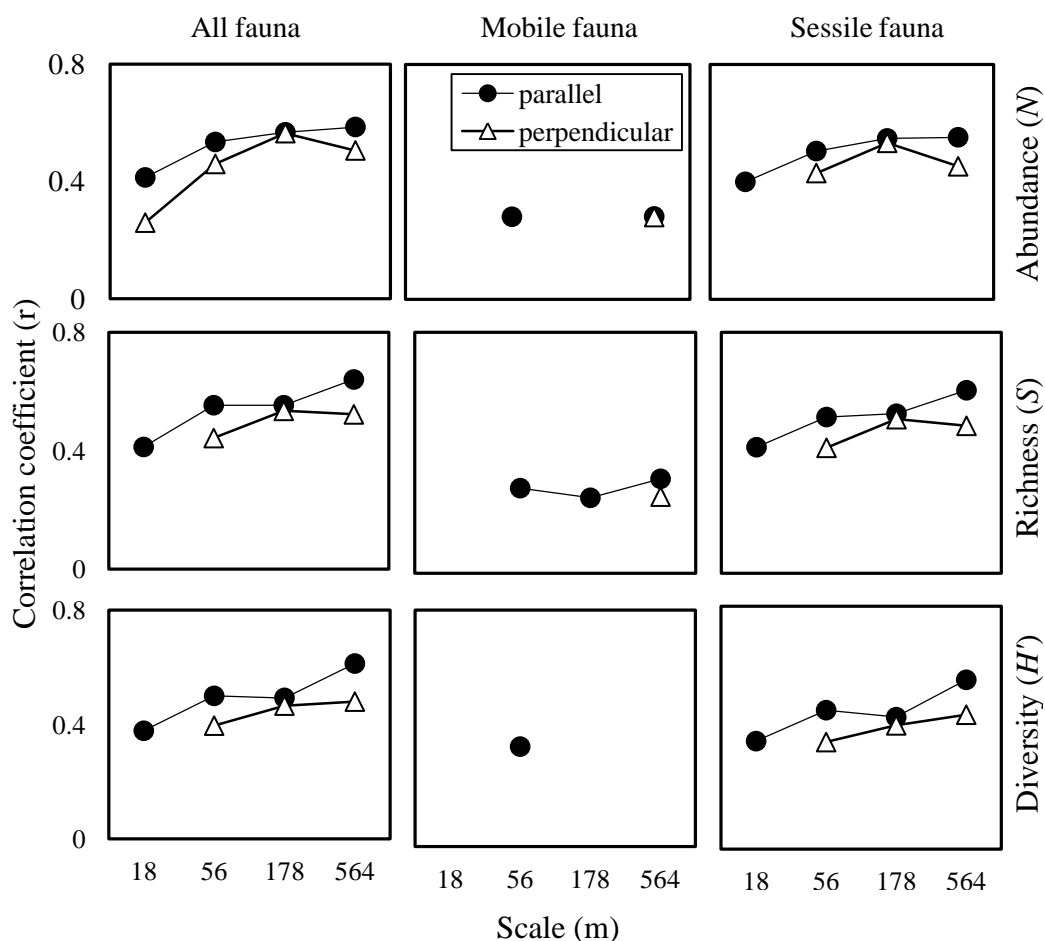 All fauna Mobile fauna Sessile fauna
0.8
0.4
0
parallel
perpendicular
Abundance (N)
0.8
0.4
0
Richness (S)
Correlation coefficient (r)
0.8
0.4
0
Diversity (H')
18 56 178 564 18 56 178 564 18 56 178 564
Scale (m)